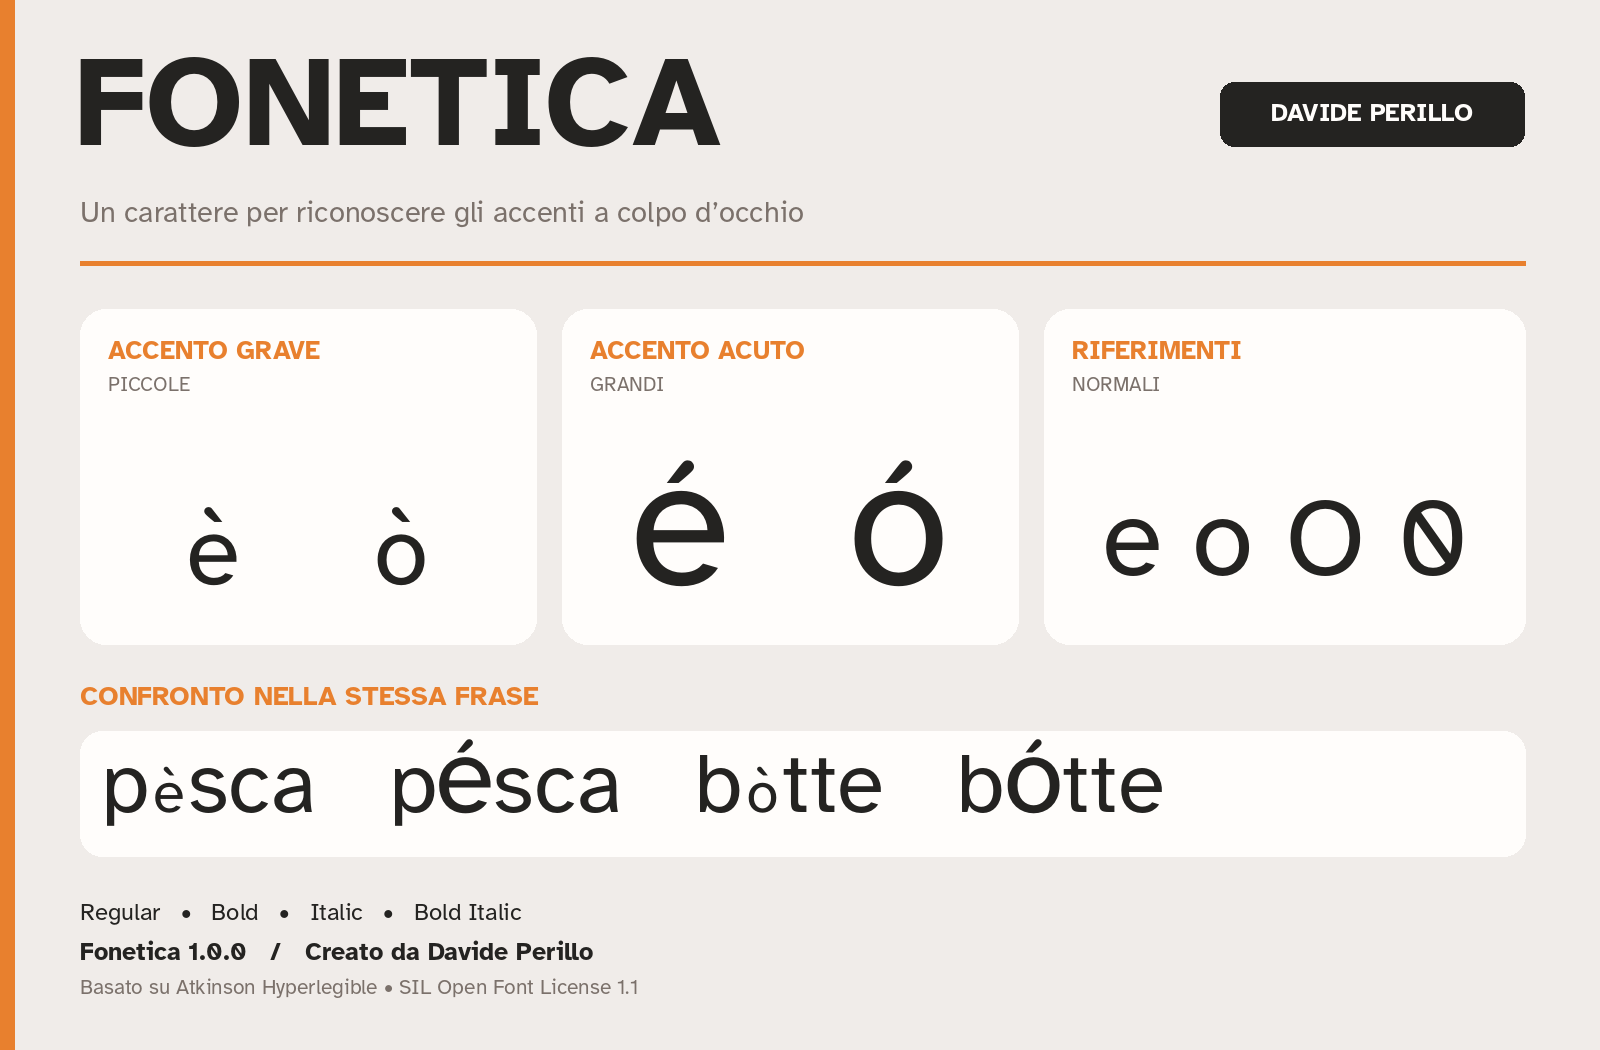 FONETICA
DAVIDE PERILLO
Un carattere per riconoscere gli accenti a colpo d’occhio
ACCENTO GRAVE
PICCOLE
è ò
ACCENTO ACUTO
GRANDI
é ó
RIFERIMENTI
NORMALI
e o O 0
CONFRONTO NELLA STESSA FRASE
pèsca pésca bòtte bótte
Regular • Bold • Italic • Bold Italic
Fonetica 1.0.0 / Creato da Davide Perillo
Basato su Atkinson Hyperlegible • SIL Open Font License 1.1